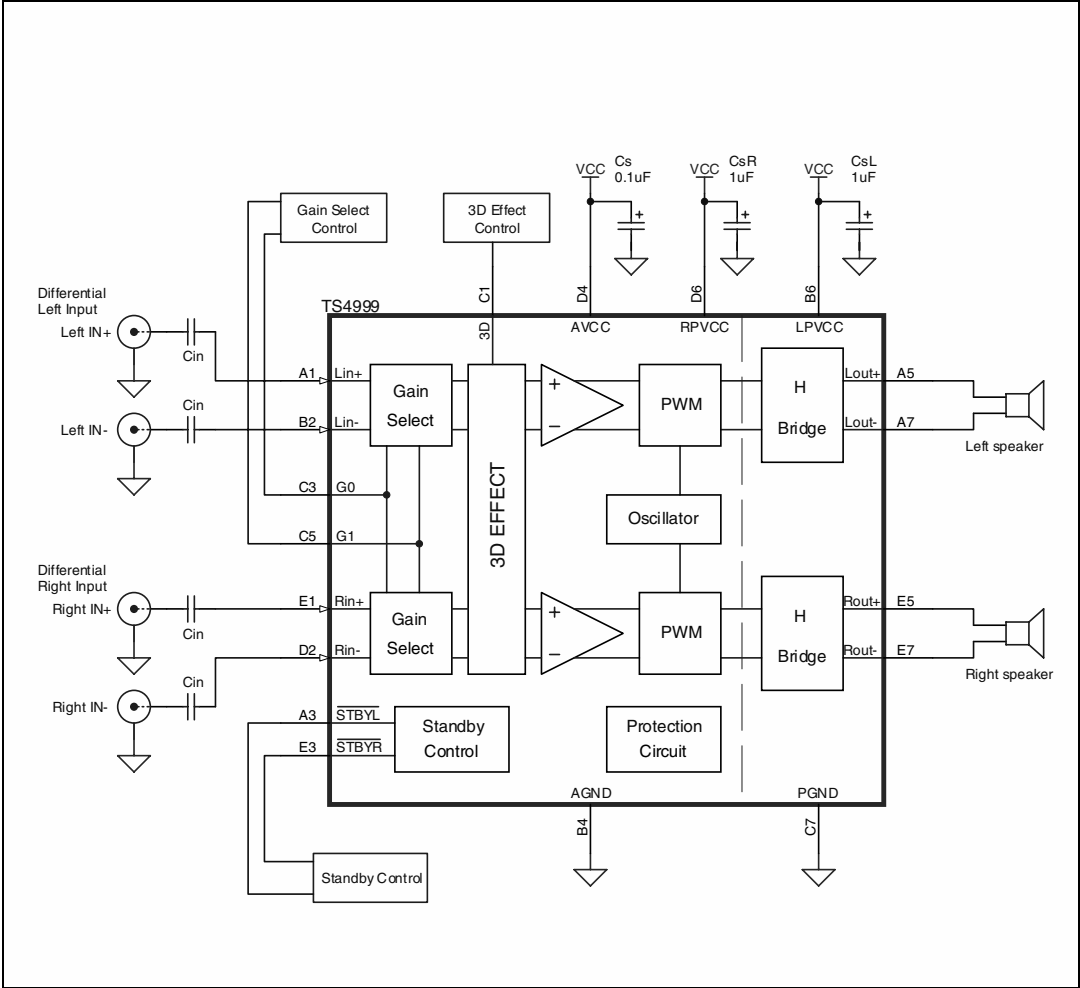 VCC Cs
0.1uF
VCC CsR
1uF
VCC CsL
1uF
Gain Select
Control
3D Effect
Control
C1
D4
D6
B6
TS4999
3D
AVCC
RPVCC
LPVCC
Differential
Left Input
Left IN+
Cin
A1
Lin+
Left IN-
Cin
B2
Lin-
Gain
Select
3D EFFECT
+
−
PWM
H
Bridge
Lout+
A5
Lout-
A7
Left speaker
C3
G0
C5
G1
Oscillator
Differential
Right Input
Right IN+
Cin
E1
Rin+
D2
Rin-
Right IN-
Cin
Gain
Select
+
−
PWM
H
Bridge
Rout+
E5
Rout-
E7
Right speaker
A3
STBYL
E3
STBYR
Standby
Control
Protection
Circuit
AGND
PGND
B4
C7
Standby Control